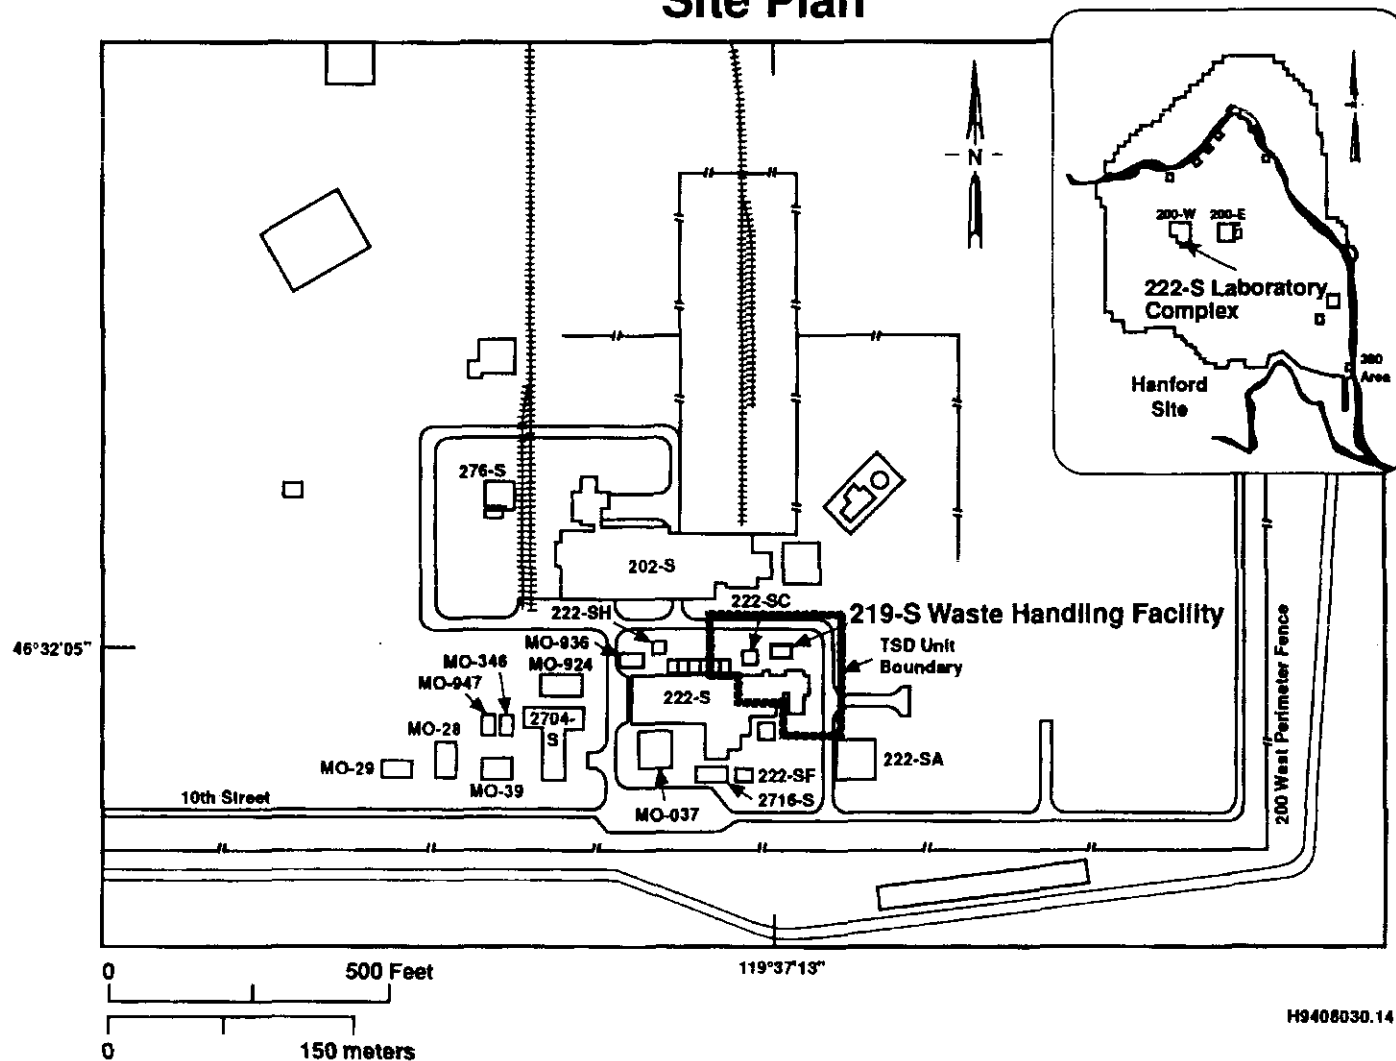 Site Plan
N
200-W
200-E
222-S Laboratory
Complex
Hanford
Site
300
Area
276-S
202-S
222-SH
222-SC
219-S Waste Handling Facility
TSD Unit
Boundary
46°32'05"
MO-936
MO-346
MO-924
MO-947
222-S
2704-
S
MO-28
MO-29
MO-39
222-SA
222-SF
2716-S
MO-037
10th Street
200 West Perimeter Fence
119°37'13"
0
500 Feet
0
150 meters
H9408030.14